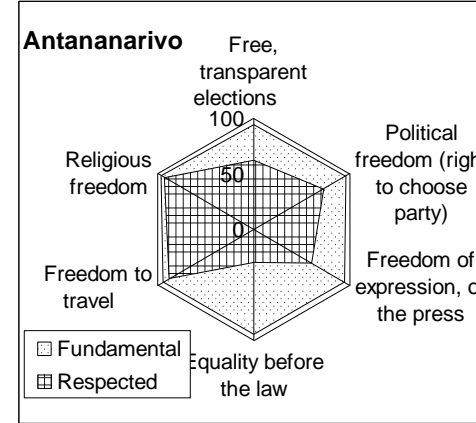 Antananarivo
Free,
transparent
elections
100
50
0
Political
freedom (righ
to choose
party)
Freedom of
expression, o
the press
Equality before
the law
Freedom to
travel
Religious
freedom
Fundamental
Respected